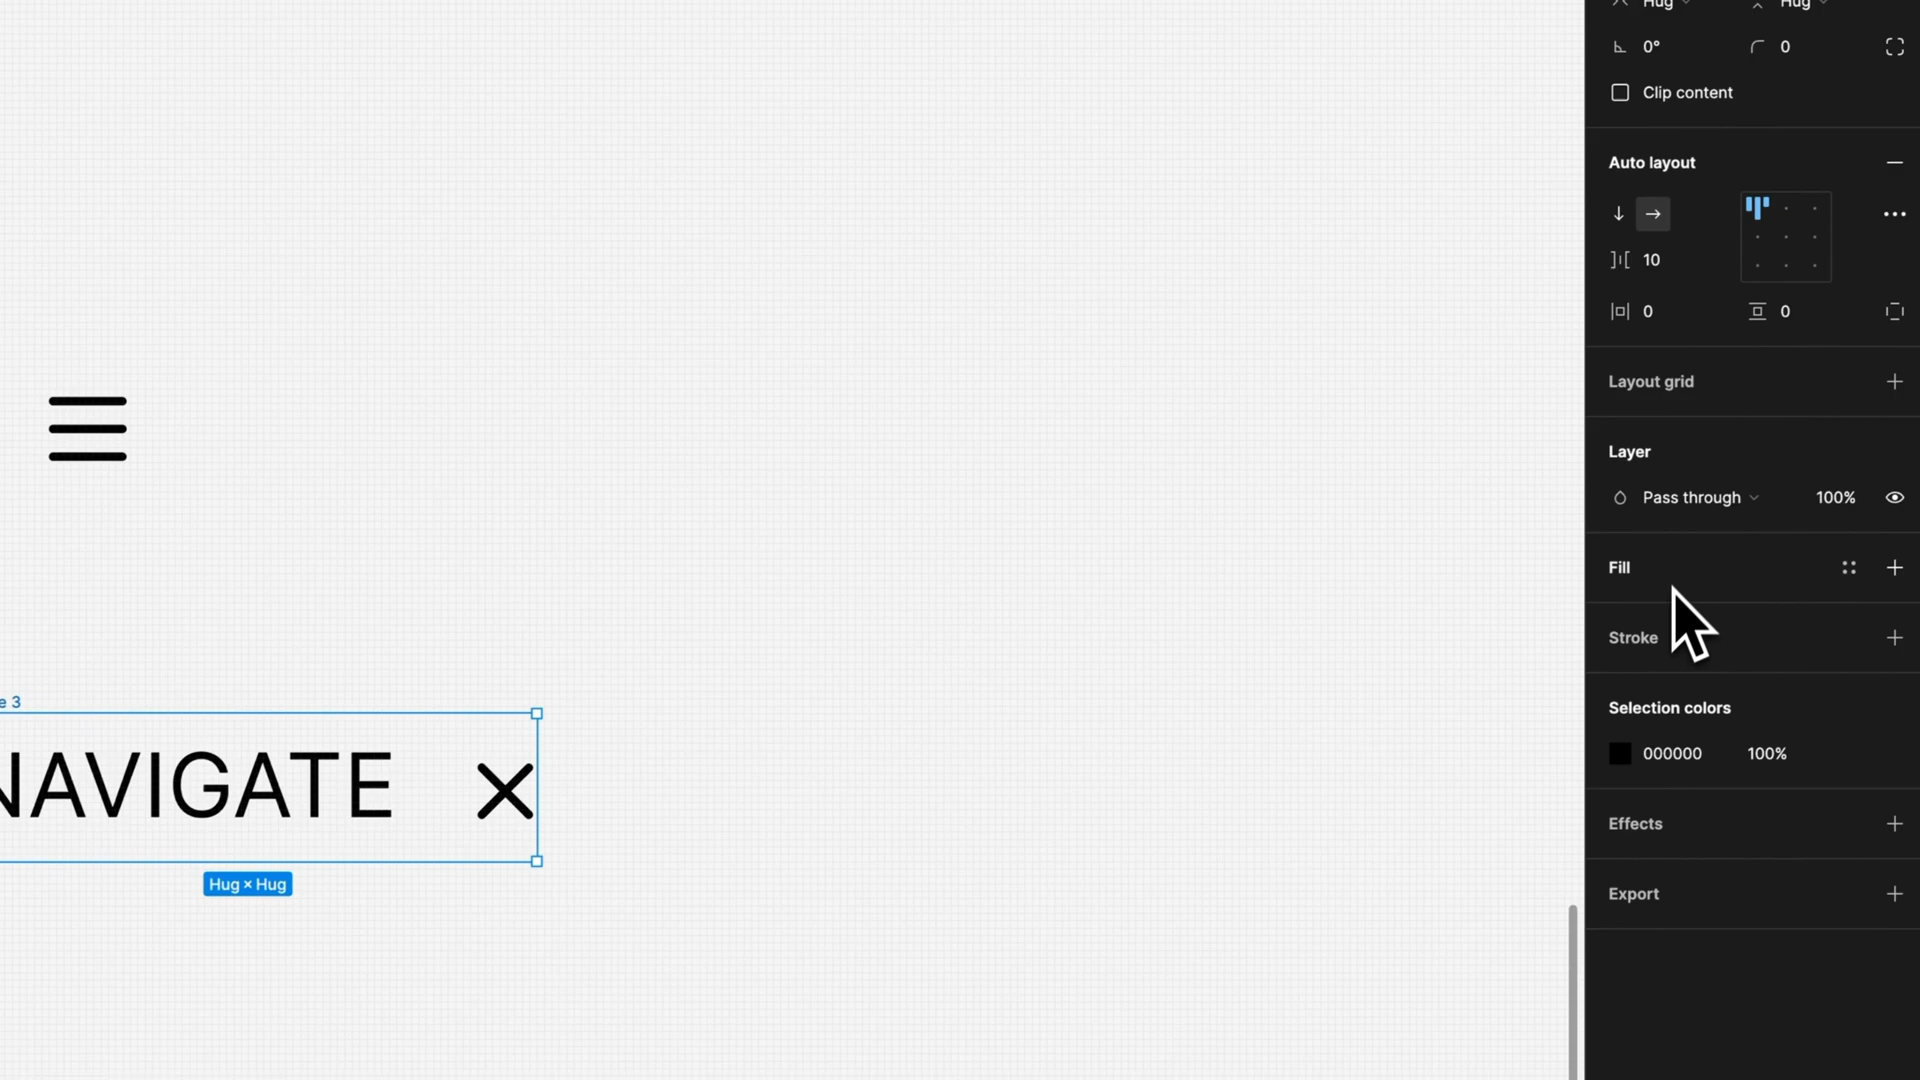 Hug Hug
0° 0
Clip content
Auto layout
10
0 0
Layout grid
Layer
Pass through 100%
Fill
Stroke
Selection colors
000000 100%
Effects
Export
e 3
NAVIGATE
Hug × Hug